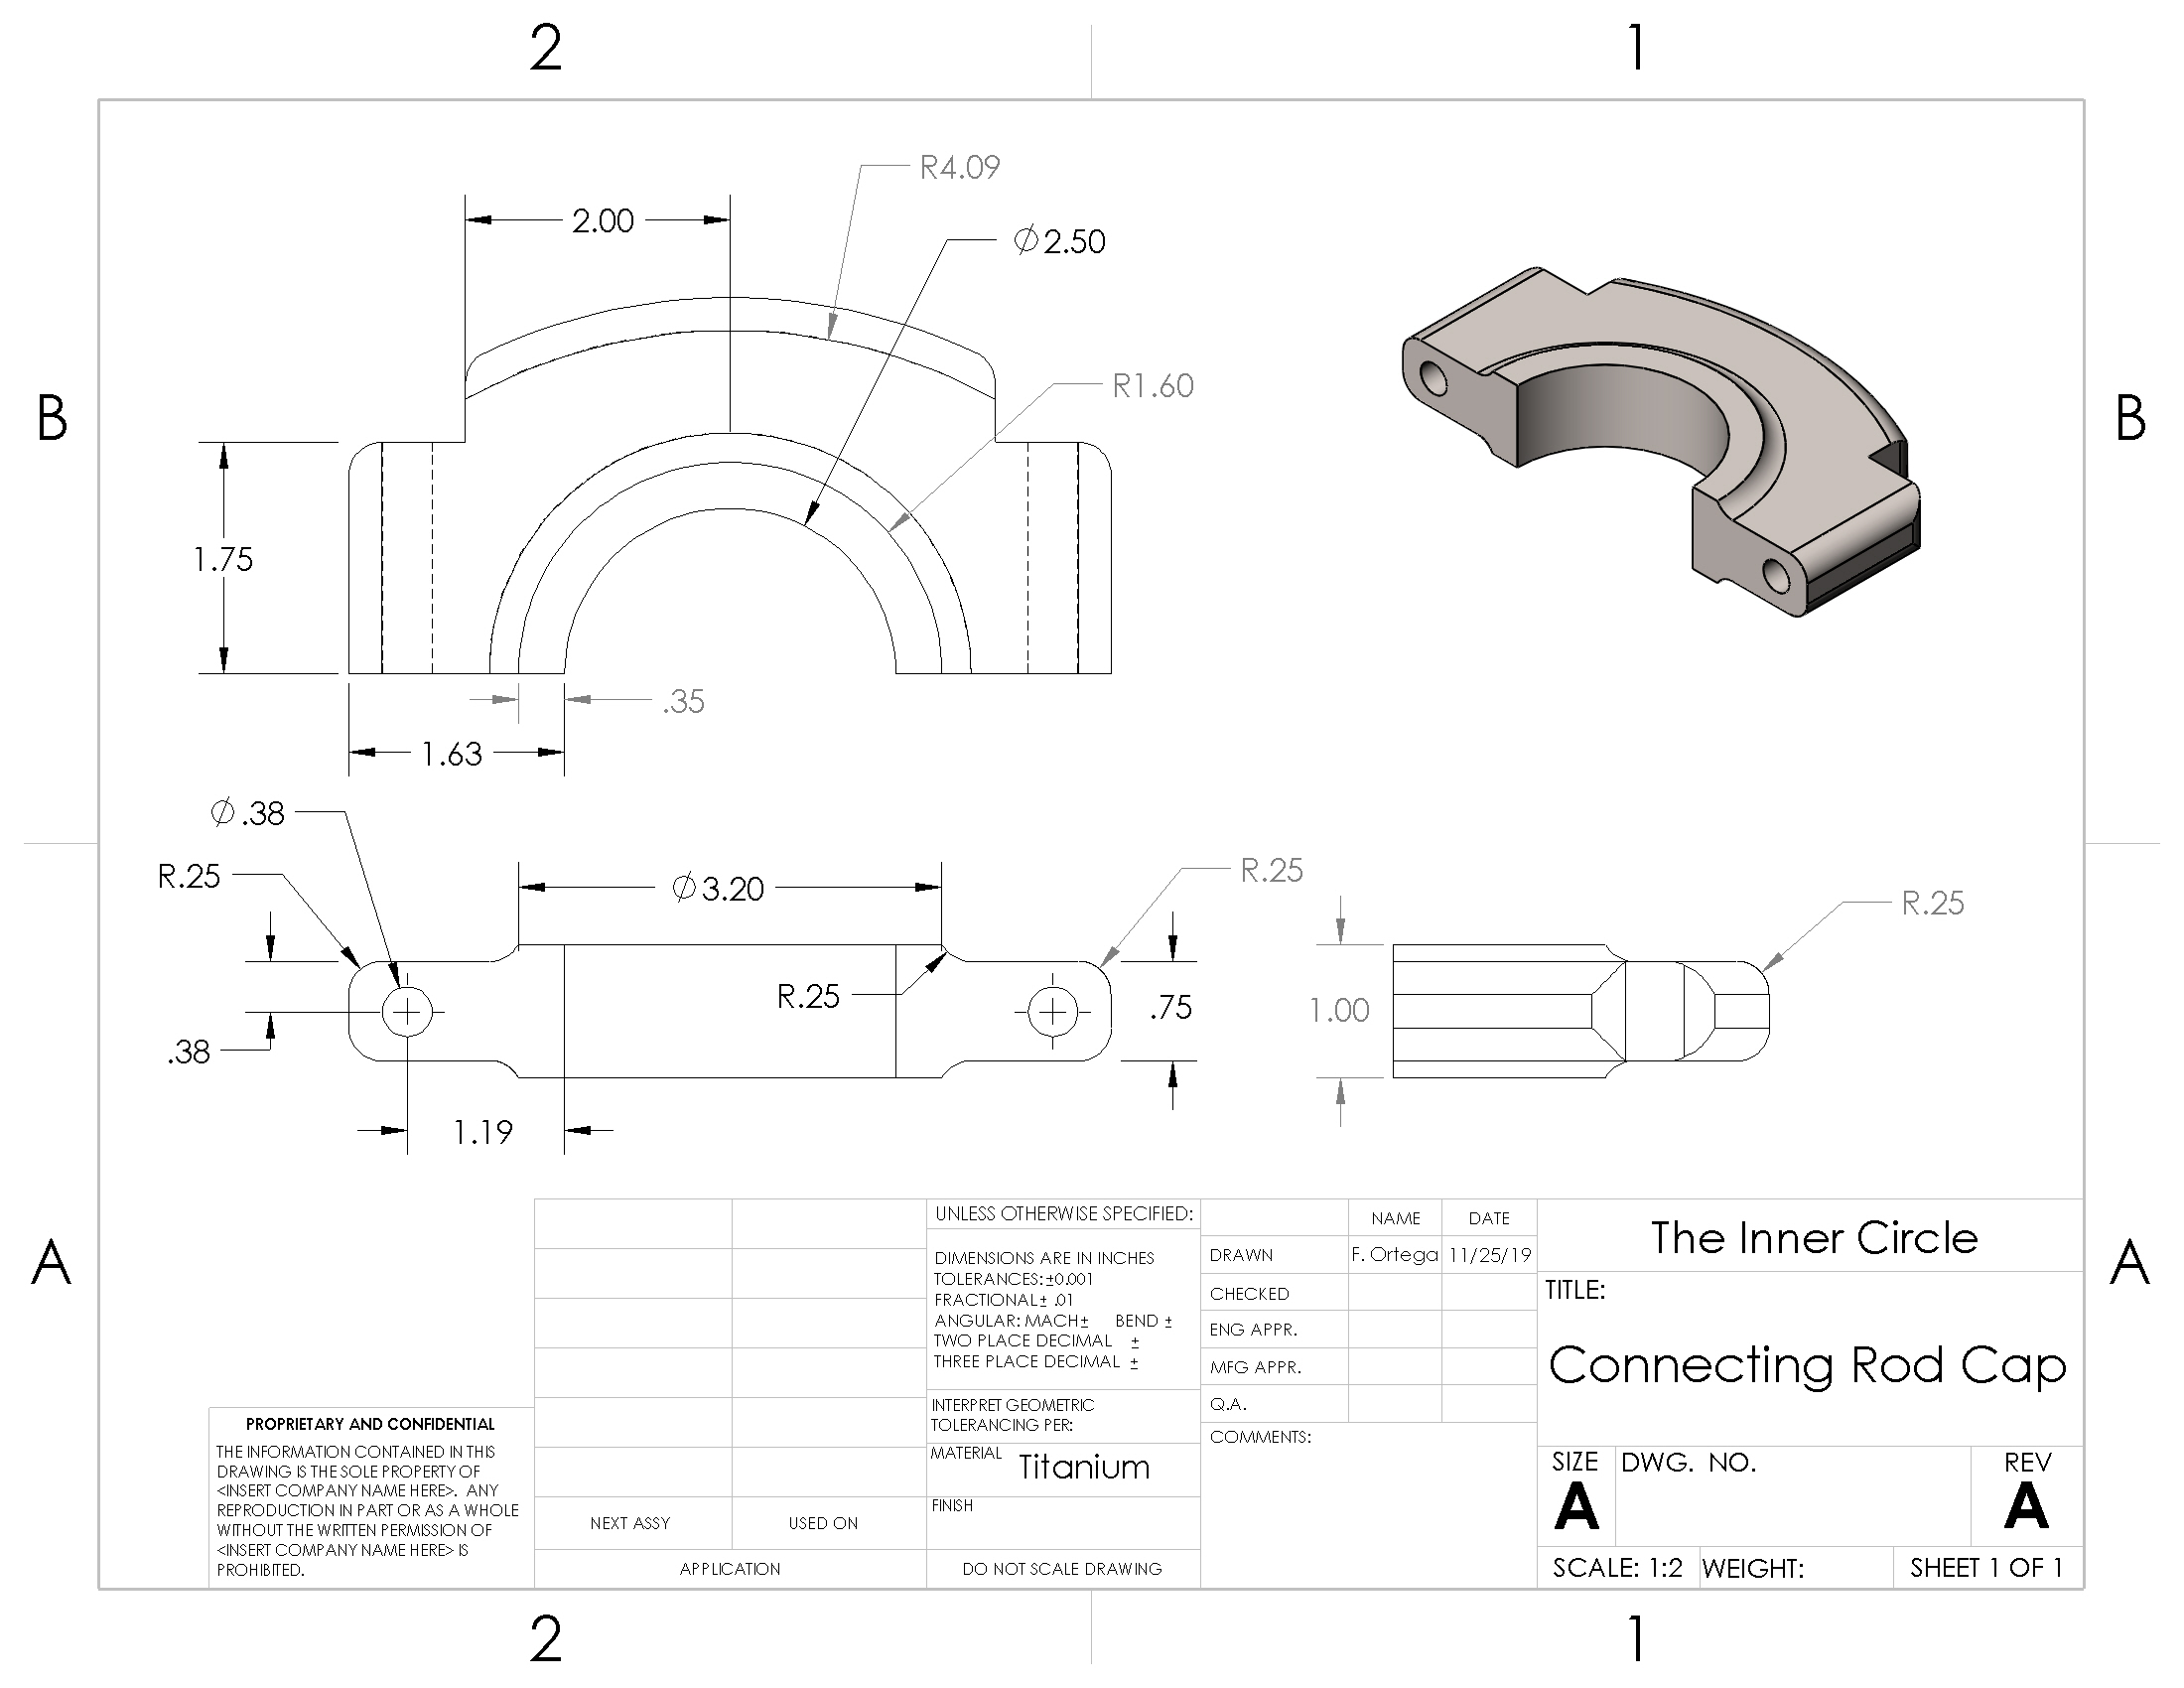 2
1
R4.09
2.00
∅2.50
R1.60
B
B
1.75
.35
1.63
∅.38
R.25
∅3.20
R.25
R.25
R.25
.75
1.00
.38
1.19
A
A
UNLESS OTHERWISE SPECIFIED:
DIMENSIONS ARE IN INCHES
TOLERANCES:±0.001
FRACTIONAL± .01
ANGULAR: MACH± BEND ±
TWO PLACE DECIMAL ±
THREE PLACE DECIMAL ±
INTERPRET GEOMETRIC
TOLERANCING PER:
MATERIAL
Titanium
FINISH
DO NOT SCALE DRAWING
NAME DATE
DRAWN F. Ortega 11/25/19
CHECKED
ENG APPR.
MFG APPR.
Q.A.
COMMENTS:
The Inner Circle
TITLE:
Connecting Rod Cap
SIZE DWG. NO. REV
A A
SCALE: 1:2 WEIGHT: SHEET 1 OF 1
NEXT ASSY USED ON
APPLICATION
PROPRIETARY AND CONFIDENTIAL
THE INFORMATION CONTAINED IN THIS
DRAWING IS THE SOLE PROPERTY OF
<INSERT COMPANY NAME HERE>. ANY
REPRODUCTION IN PART OR AS A WHOLE
WITHOUT THE WRITTEN PERMISSION OF
<INSERT COMPANY NAME HERE> IS
PROHIBITED.
2
1